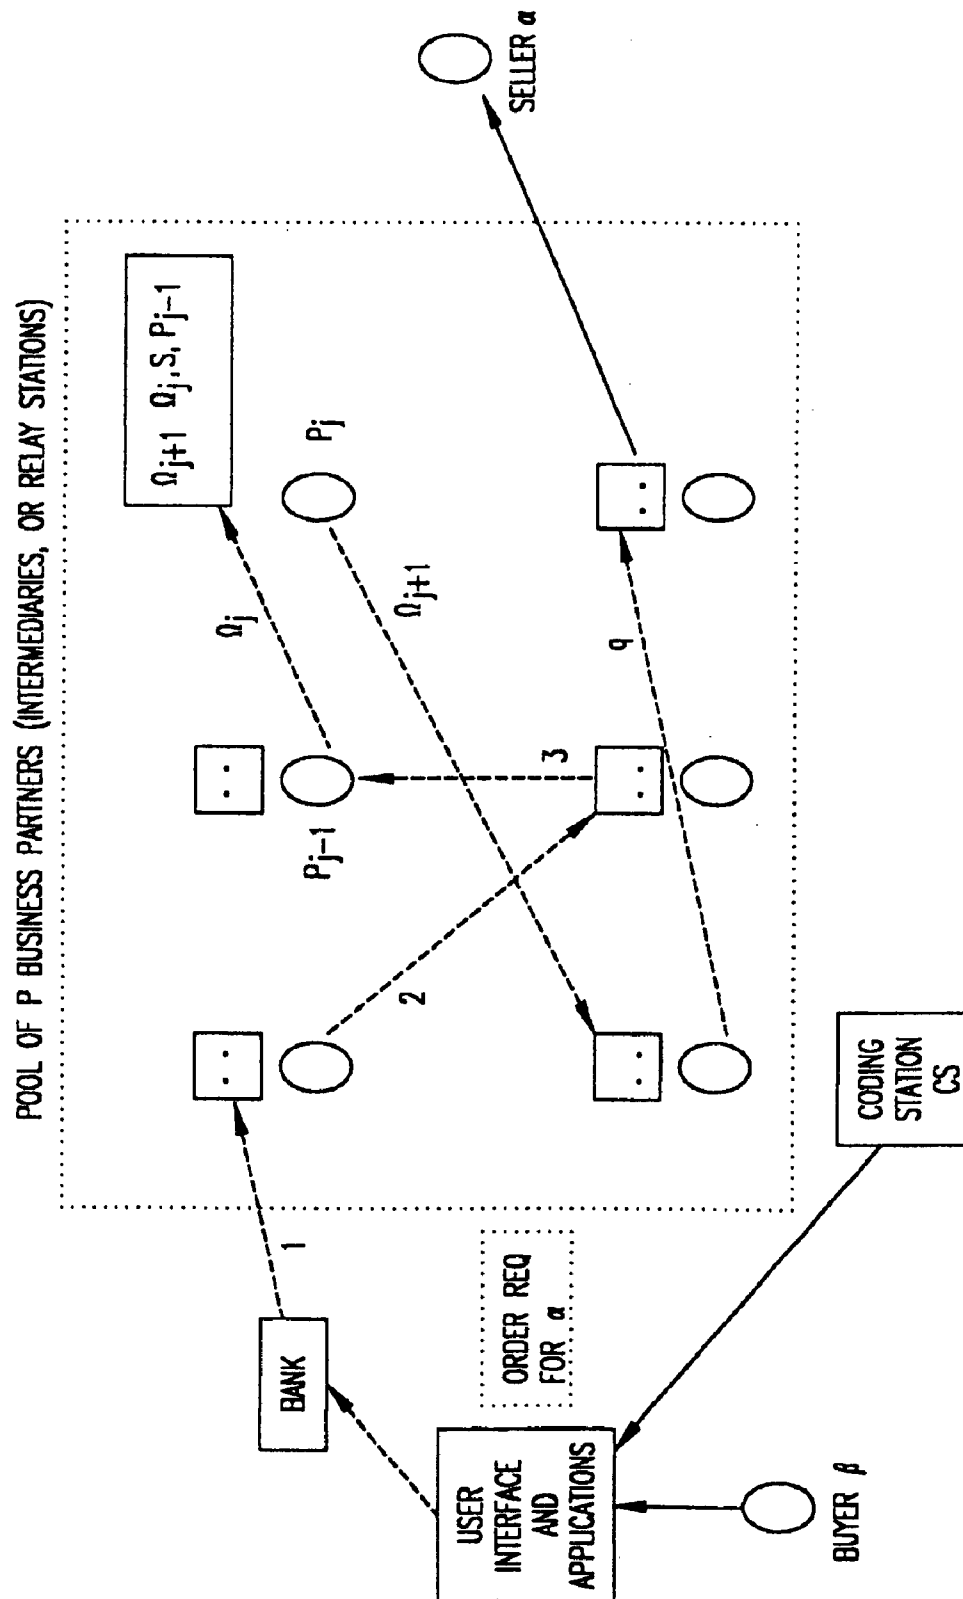 POOL OF P BUSINESS PARTNERS (INTERMEDIARIES, OR RELAY STATIONS)
Ωj+1 Ωj, S, Pj-1
Ωj
Pj
Pj-1
Ωj+1
1
2
3
q
BANK
ORDER REQ
FOR α
USER
INTERFACE
AND
APPLICATIONS
BUYER β
CODING
STATION
CS
SELLER α